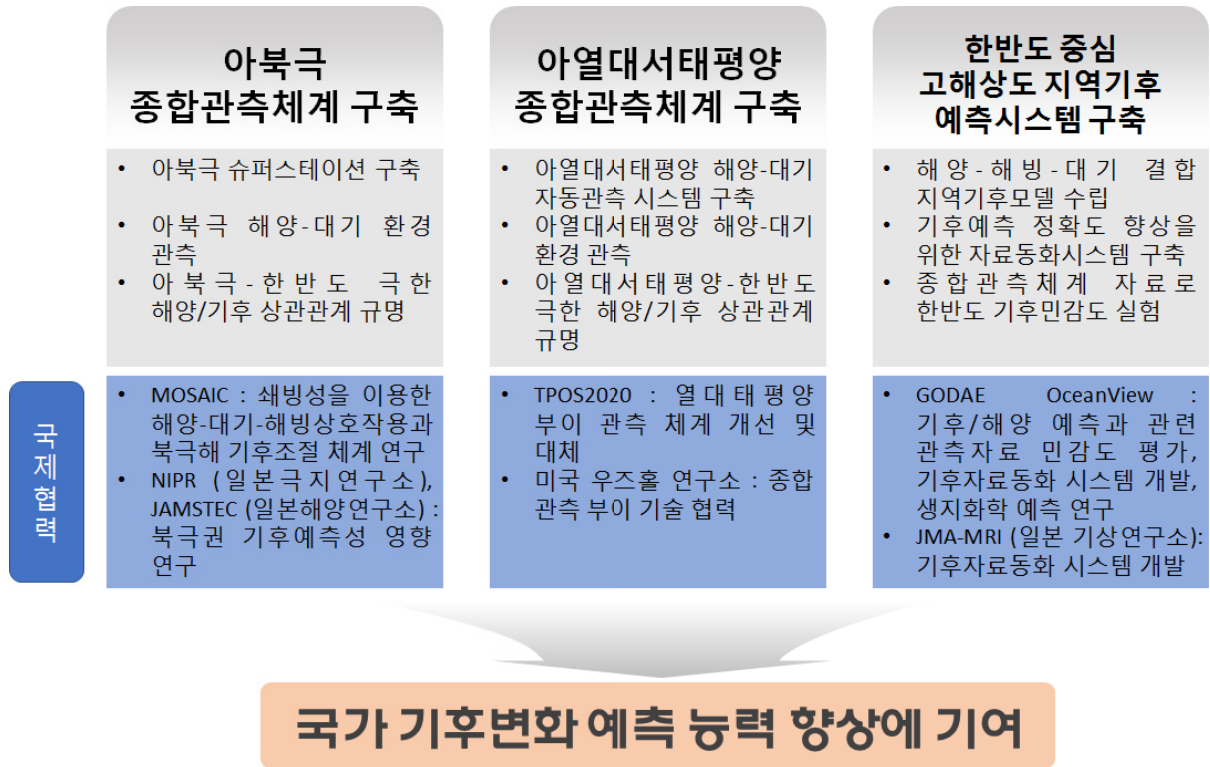 아북극
종합관측체계 구축
• 아북극 슈퍼스테이션 구축
• 아북극 해양-대기 환경
관측
• 아북극-한반도 극한
해양/기후 상관관계 규명
아열대서태평양
종합관측체계 구축
• 아열대서태평양 해양-대기
자동관측 시스템 구축
• 아열대서태평양 해양-대기
환경 관측
• 아열대서태평양-한반도
극한 해양/기후 상관관계
규명
한반도 중심
고해상도 지역기후
예측시스템 구축
• 해양-해빙-대기 결합
지역기후모델 수립
• 기후예측 정확도 향상을
위한 자료동화시스템 구축
• 종합관측체계 자료로
한반도 기후민감도 실험
국제협력
• MOSAIC : 쇄빙성을 이용한
해양-대기-해빙상호작용과
북극해 기후조절 체계 연구
• NIPR (일본극지연구소),
JAMSTEC (일본해양연구소) :
북극권 기후예측성 영향
연구
• TPOS2020 : 열대태평양
부이 관측 체계 개선 및
대체
• 미국 우즈홀 연구소 : 종합
관측 부이 기술 협력
• GODAE OceanView :
기후/해양 예측과 관련
관측자료 민감도 평가,
기후자료동화 시스템 개발,
생지화학 예측 연구
• JMA-MRI (일본 기상연구소):
기후자료동화 시스템 개발
국가 기후변화 예측 능력 향상에 기여